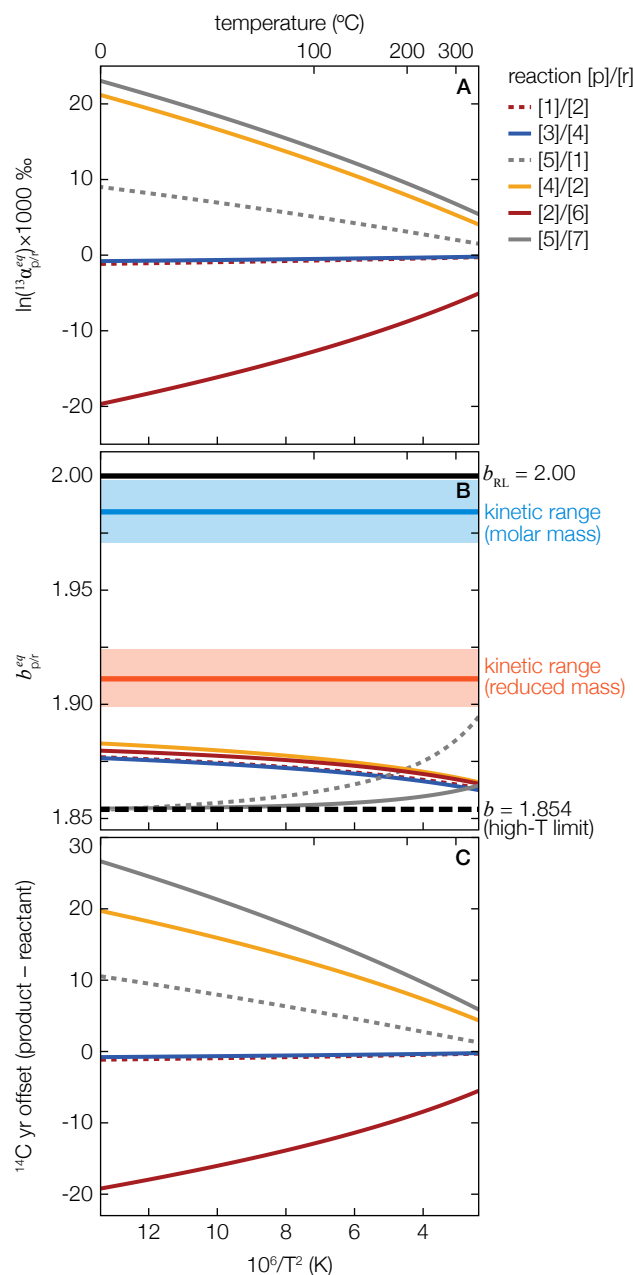 temperature (ºC)
0 100 200 300
A
20
10
0
-10
-20
ln(¹³α^eq_p/r)×1000 ‰
reaction [p]/[r]
[1]/[2]
[3]/[4]
[5]/[1]
[4]/[2]
[2]/[6]
[5]/[7]
B
2.00
1.95
1.90
1.85
b^eq_p/r
b_RL = 2.00
kinetic range
(molar mass)
kinetic range
(reduced mass)
b = 1.854
(high-T limit)
C
30
20
10
0
-10
-20
¹⁴C yr offset (product – reactant)
12 10 8 6 4
10⁶/T² (K)